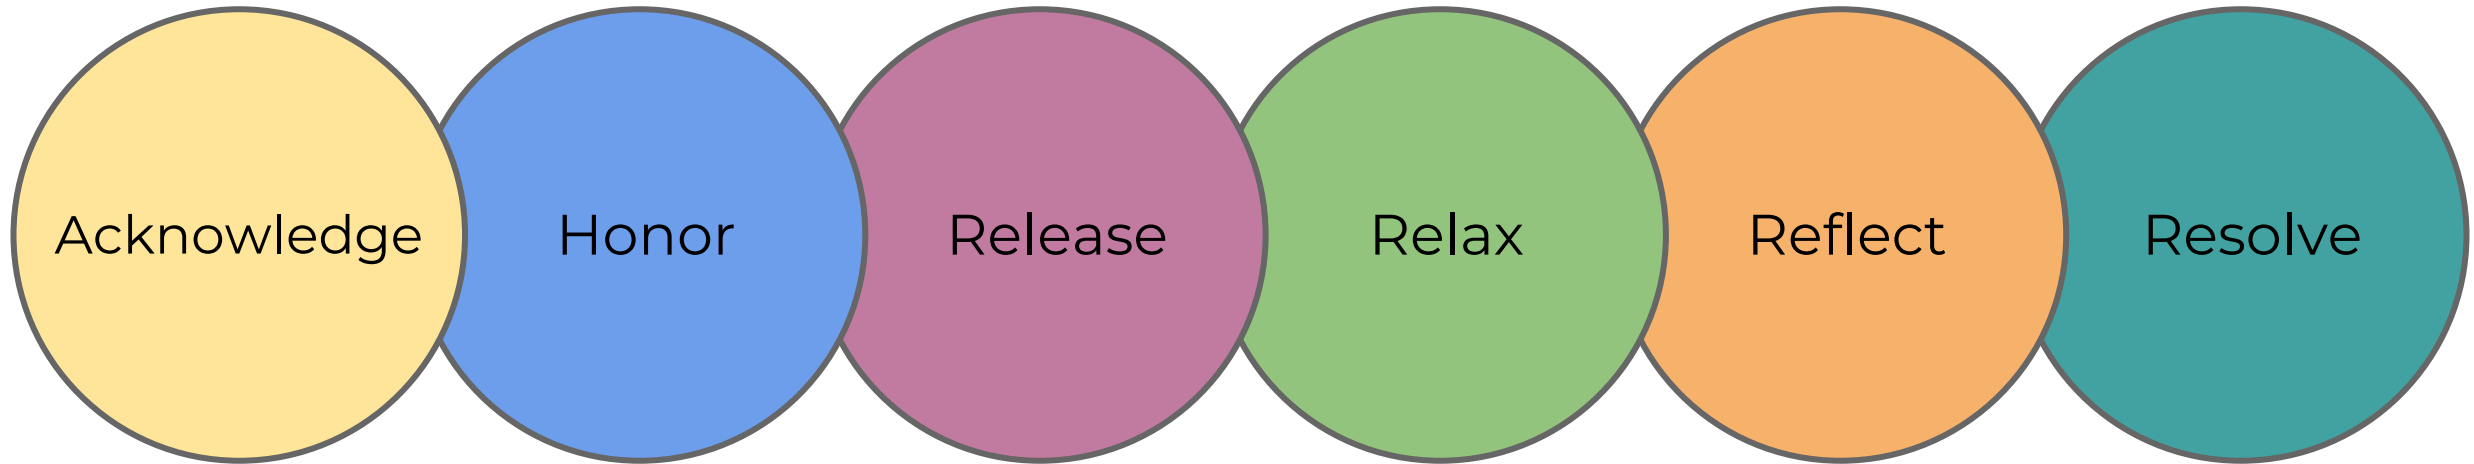 Acknowledge
Honor
Release
Relax
Reflect
Resolve